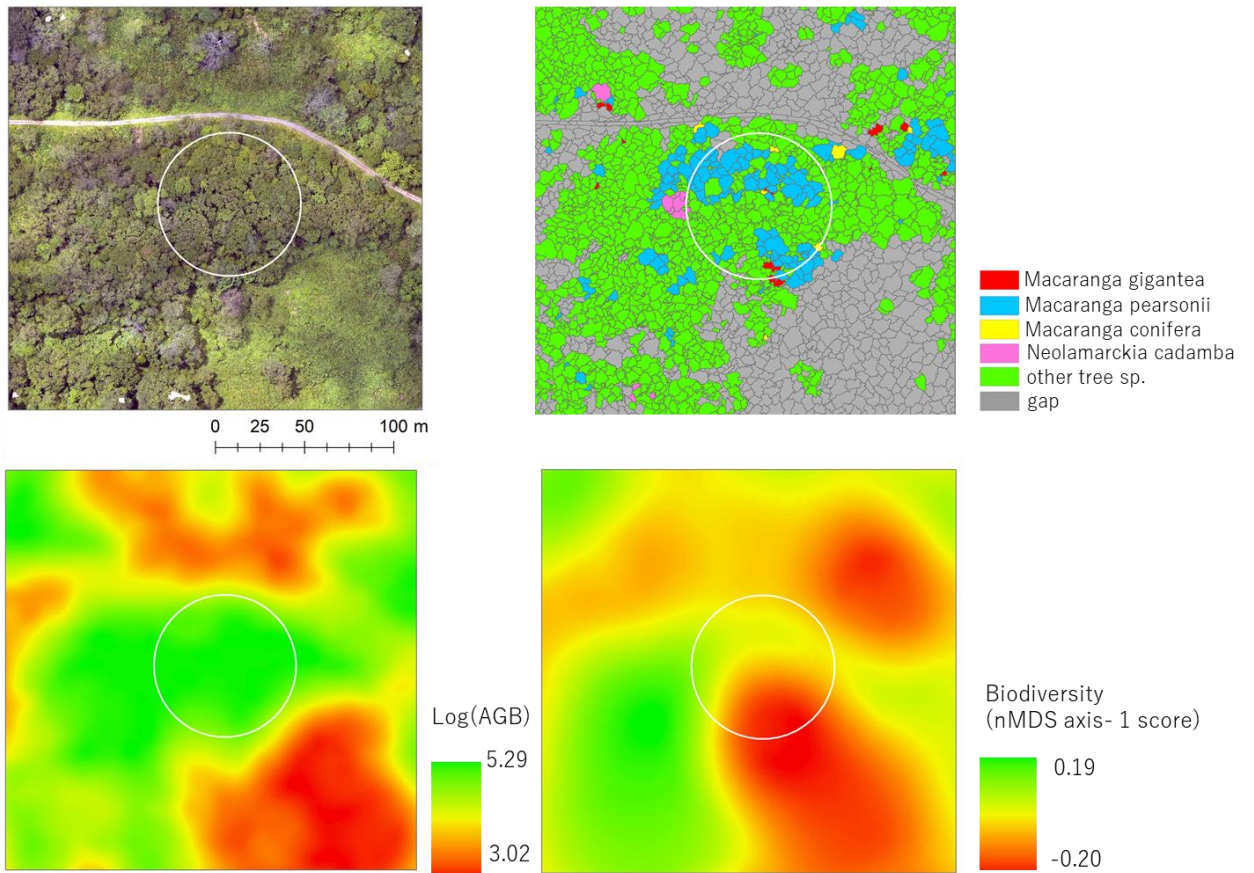 Macaranga gigantea
Macaranga pearsonii
Macaranga conifera
Neolamarckia cadamba
other tree sp.
gap
0 25 50 100 m
Log(AGB)
5.29
3.02
Biodiversity
(nMDS axis- 1 score)
0.19
-0.20